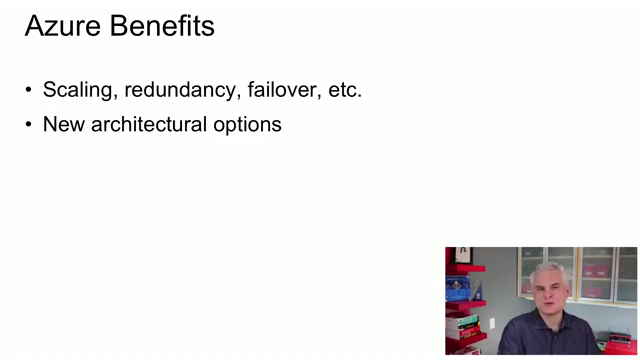 Azure Benefits
• Scaling, redundancy, failover, etc.
• New architectural options